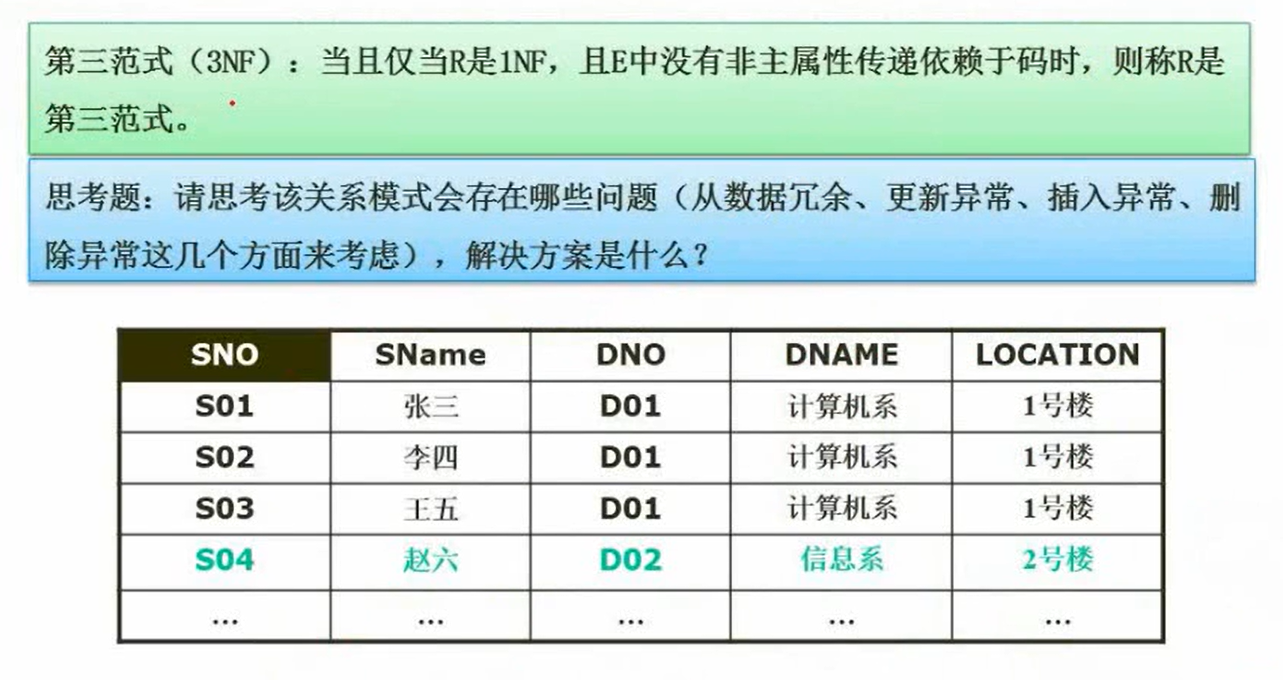 第三范式（3NF）：当且仅当R是1NF，且E中没有非主属性传递依赖于码时，则称R是
第三范式。
思考题：请思考该关系模式会存在哪些问题（从数据冗余、更新异常、插入异常、删
除异常这几个方面来考虑），解决方案是什么？
SNO SName DNO DNAME LOCATION
S01 张三 D01 计算机系 1号楼
S02 李四 D01 计算机系 1号楼
S03 王五 D01 计算机系 1号楼
S04 赵六 D02 信息系 2号楼
... ... ... ... ...